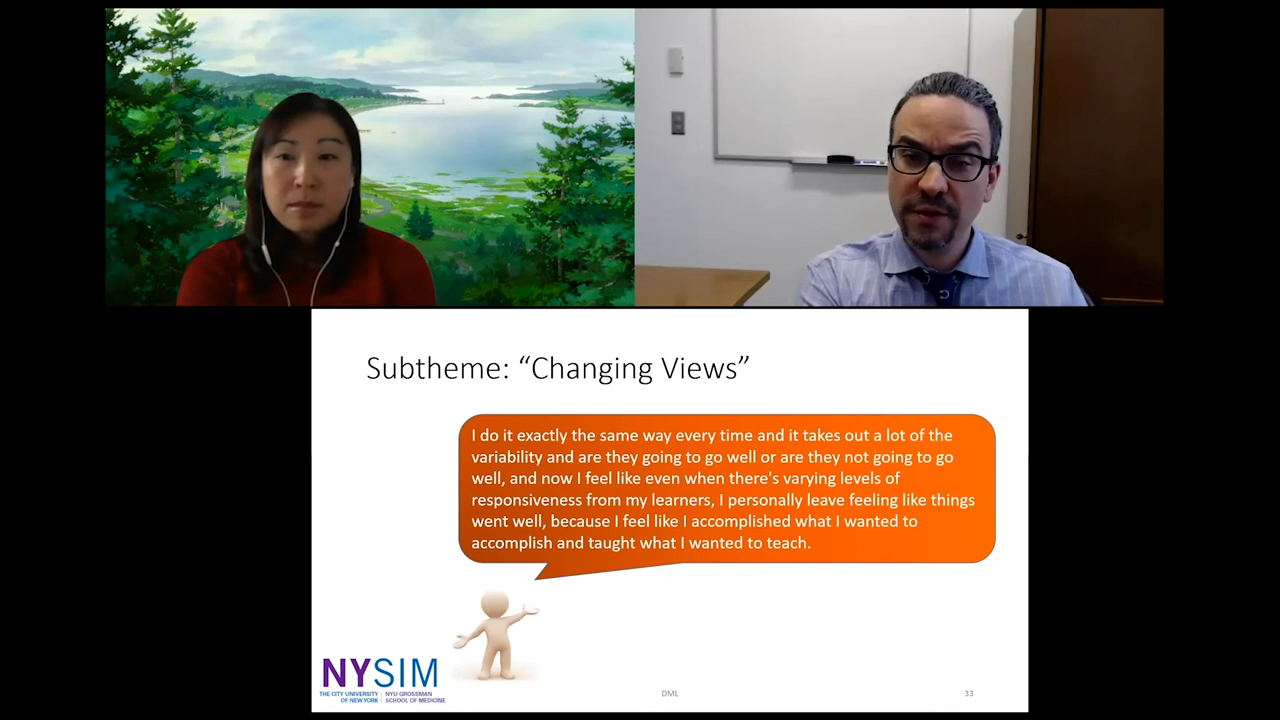 Subtheme: “Changing Views”
I do it exactly the same way every time and it takes out a lot of the
variability and are they going to go well or are they not going to go
well, and now I feel like even when there's varying levels of
responsiveness from my learners, I personally leave feeling like things
went well, because I feel like I accomplished what I wanted to
accomplish and taught what I wanted to teach.
NYSIM
THE CITY UNIVERSITY
OF NEW YORK
NYU GROSSMAN
SCHOOL OF MEDICINE
DML
33